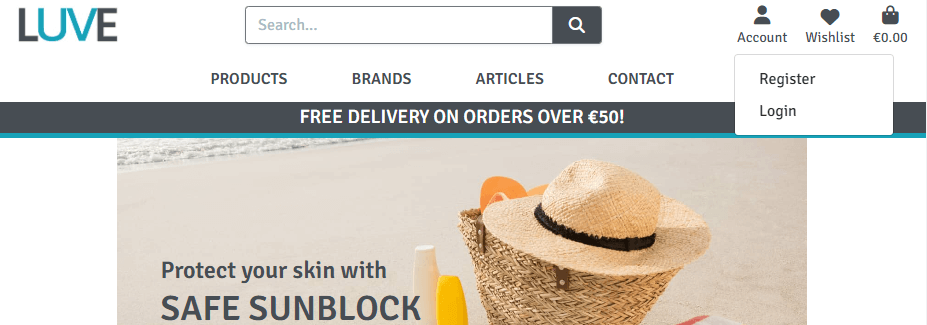 LUVE
Search...
Account
Wishlist
€0.00
PRODUCTS
BRANDS
ARTICLES
CONTACT
Register
Login
FREE DELIVERY ON ORDERS OVER €50!
Protect your skin with
SAFE SUNBLOCK